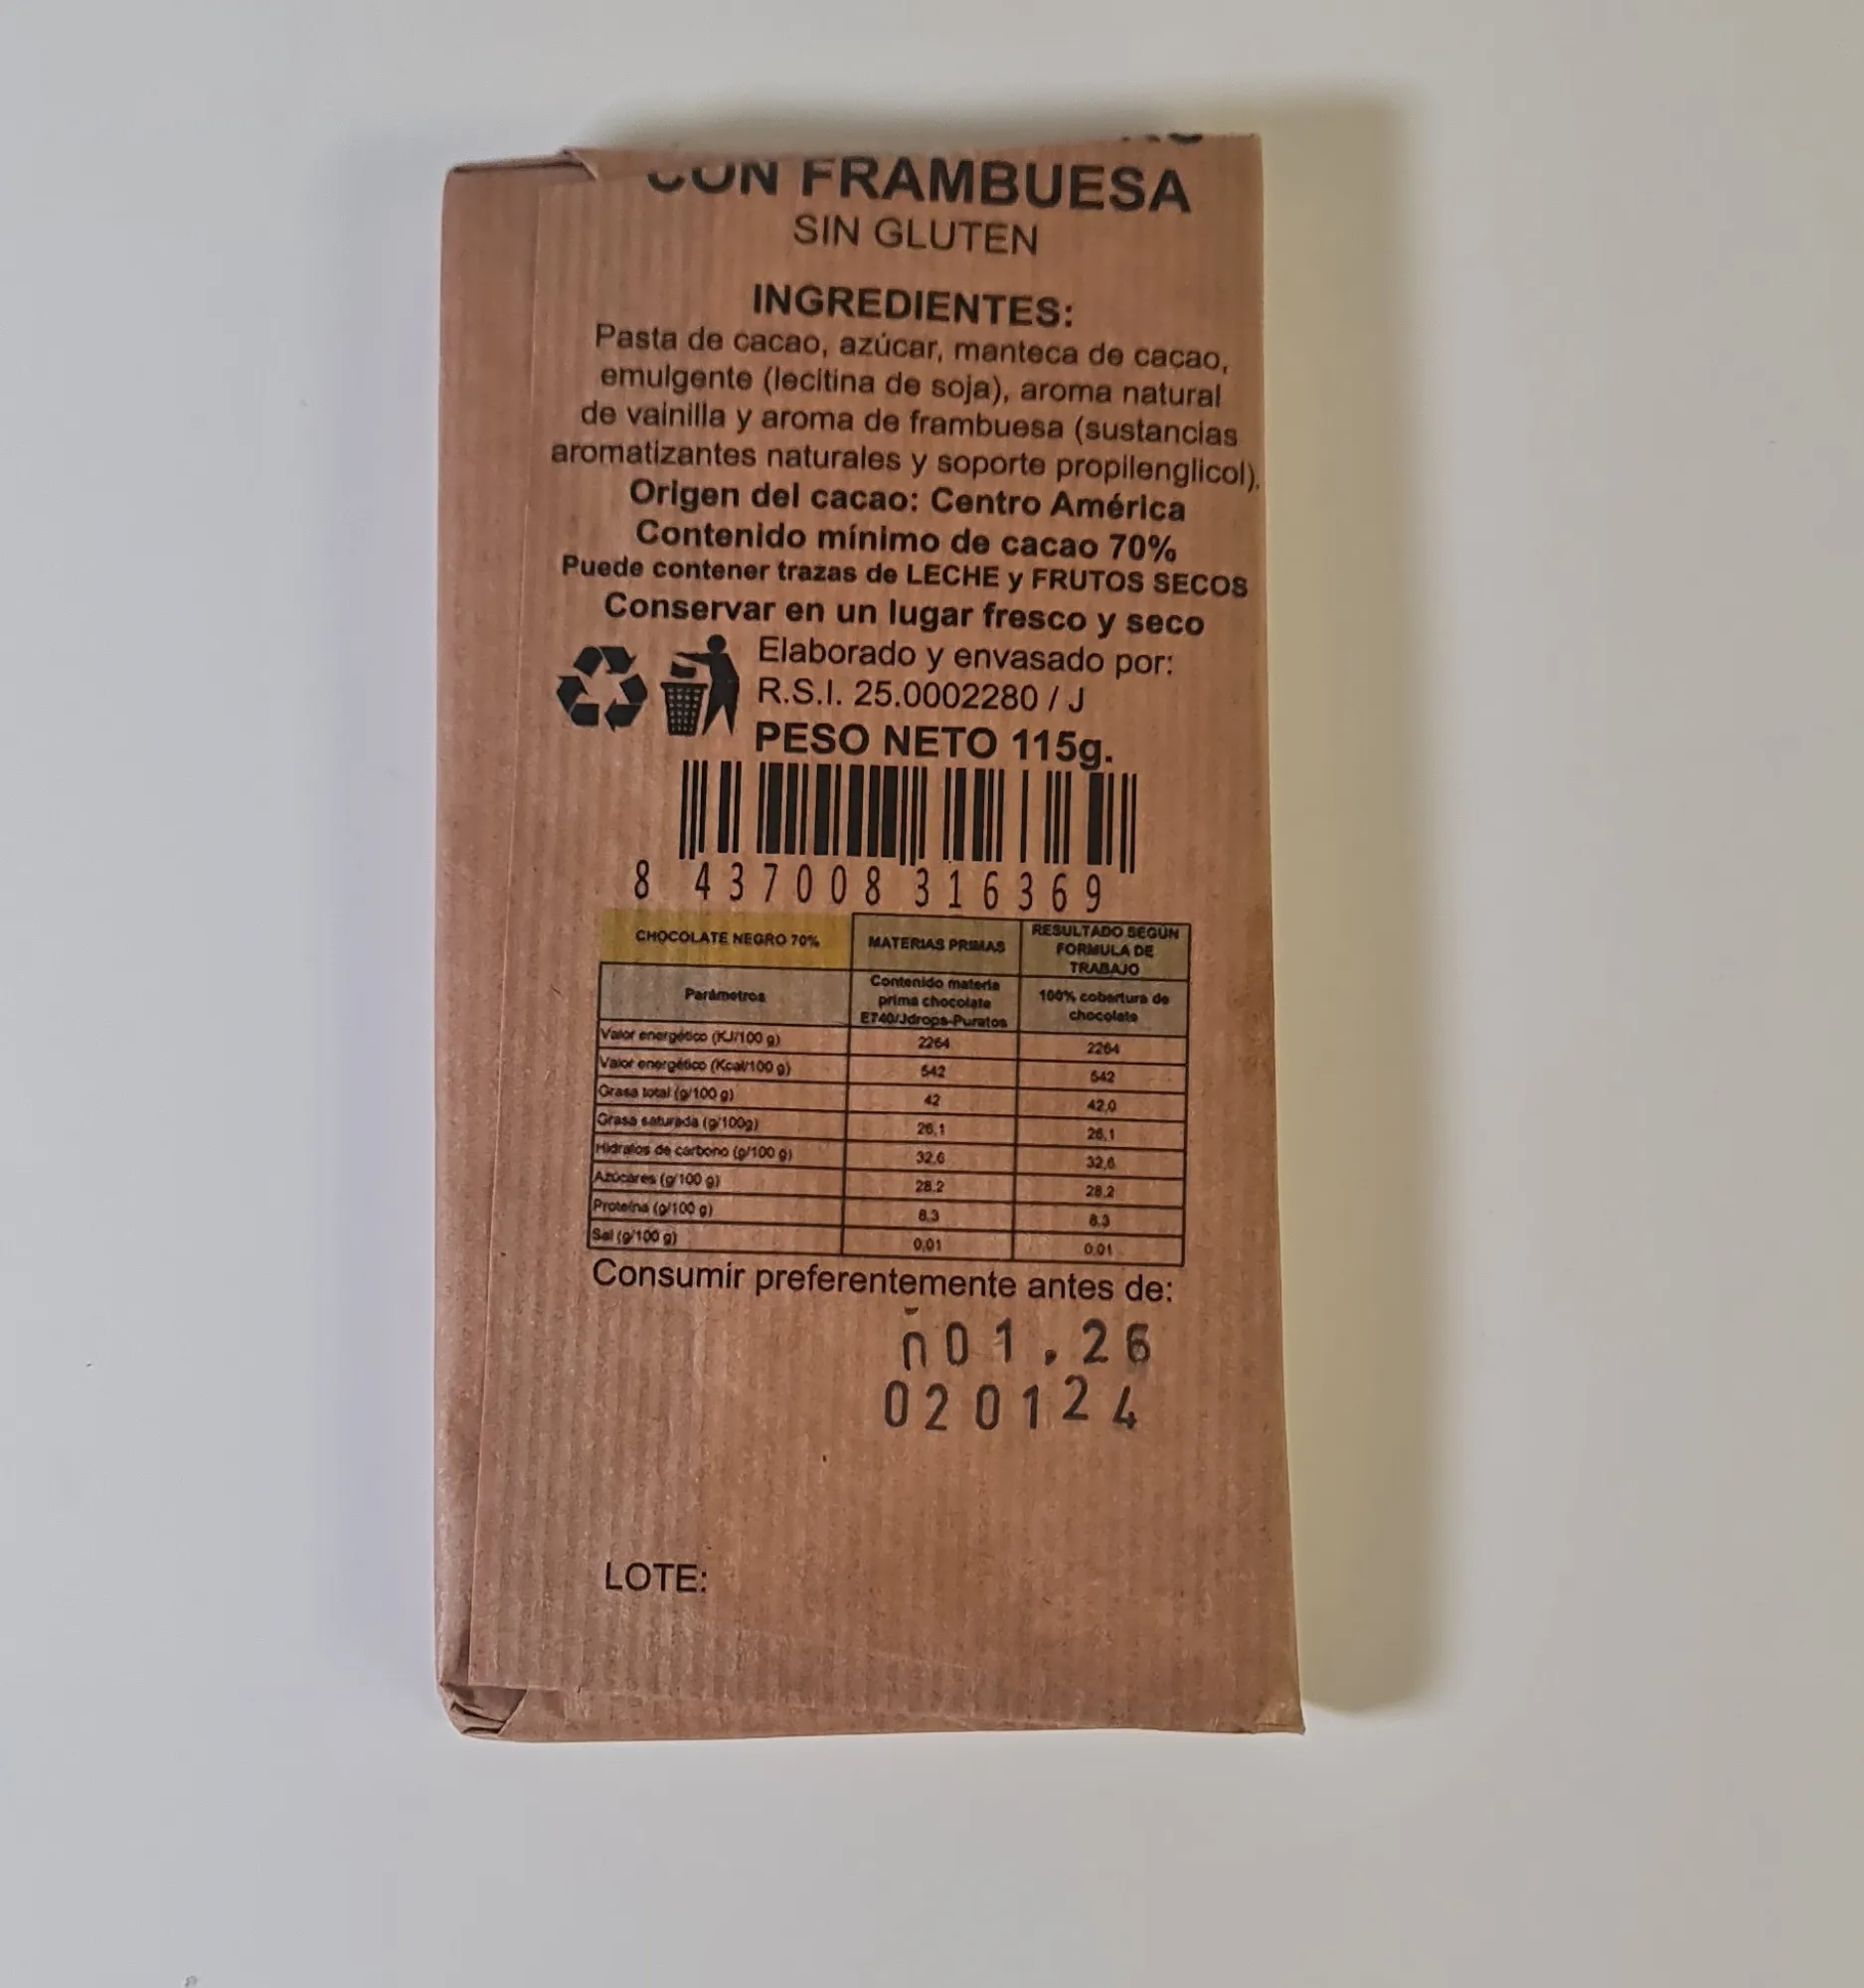 CON FRAMBUESA
SIN GLUTEN
INGREDIENTES:
Pasta de cacao, azúcar, manteca de cacao,
emulgente (lecitina de soja), aroma natural
de vainilla y aroma de frambuesa (sustancias
aromatizantes naturales y soporte propilenglicol).
Origen del cacao: Centro América
Contenido mínimo de cacao 70%
Puede contener trazas de LECHE y FRUTOS SECOS
Conservar en un lugar fresco y seco
Elaborado y envasado por:
R.S.I. 25.0002280 / J
PESO NETO 115g.
8 437008 316369
CHOCOLATE NEGRO 70% MATERIAS PRIMAS RESULTADO SEGÚN FORMULA DE TRABAJO
Parámetros Contenido materia prima chocolate E740/Jdrops-Puratos 100% cobertura de chocolate
Valor energético (KJ/100 g) 2264 2264
Valor energético (Kcal/100 g) 542 542
Grasa total (g/100 g) 42 42,0
Grasa saturada (g/100g) 26,1 26,1
Hidratos de carbono (g/100 g) 32,6 32,6
Azúcares (g/100 g) 28,2 28,2
Proteína (g/100 g) 8,3 8,3
Sal (g/100 g) 0,01 0,01
Consumir preferentemente antes de:
01.26
020124
LOTE: